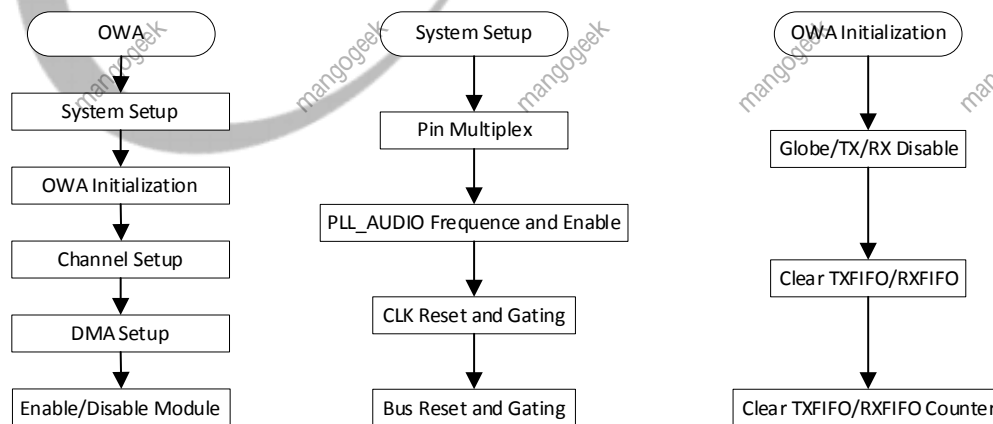 OWA
System Setup
OWA Initialization
Channel Setup
DMA Setup
Enable/Disable Module
System Setup
Pin Multiplex
PLL_AUDIO Frequence and Enable
CLK Reset and Gating
Bus Reset and Gating
OWA Initialization
Globe/TX/RX Disable
Clear TXFIFO/RXFIFO
Clear TXFIFO/RXFIFO Counter
mangogeek
mangogeek
mangogeek
mangogeek